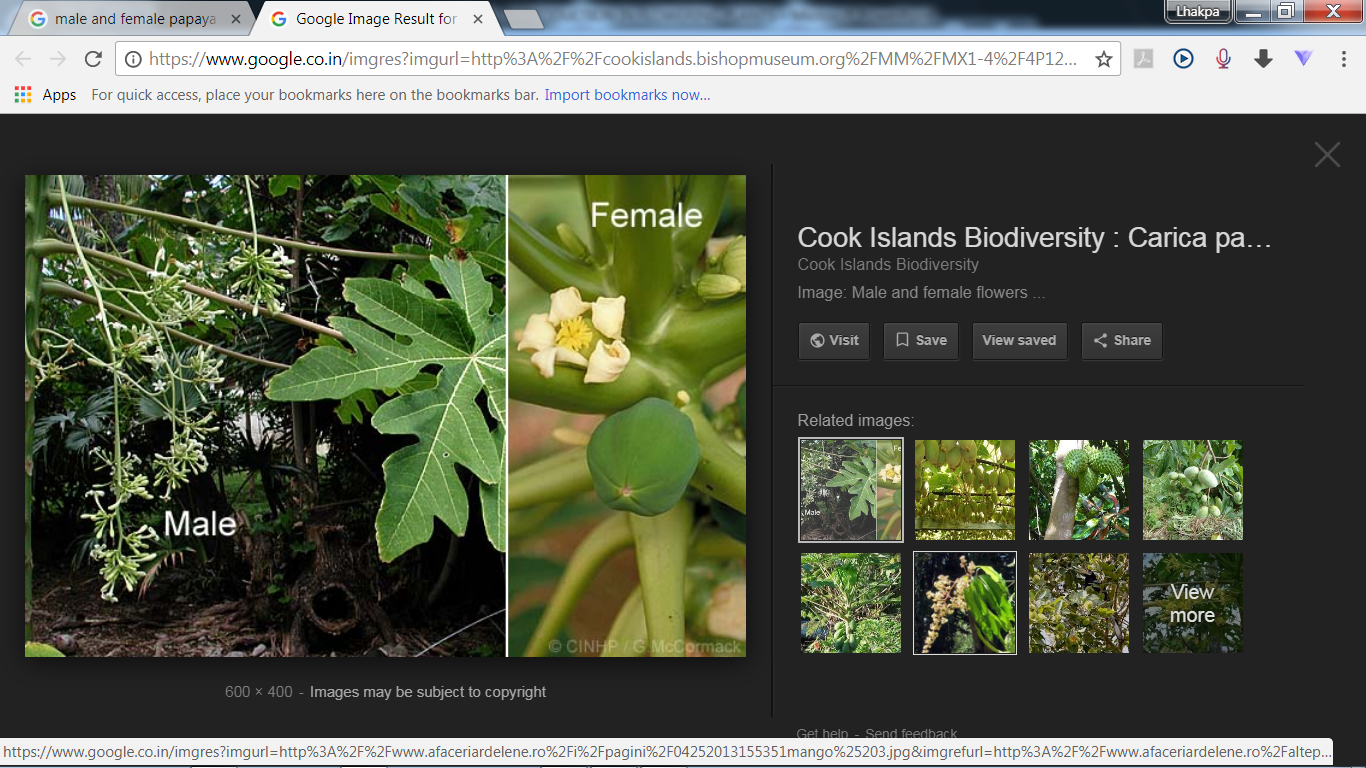 male and female papaya
Google Image Result for
Lhakpa
https://www.google.co.in/imgres?imgurl=http%3A%2F%2Fcookislands.bishopmuseum.org%2FMM%2FMX1-4%2F4P12...
Apps
For quick access, place your bookmarks here on the bookmarks bar. Import bookmarks now...
Female
Male
© CINHP / G McCormack
600 × 400 - Images may be subject to copyright
Cook Islands Biodiversity : Carica pa...
Cook Islands Biodiversity
Image: Male and female flowers ...
Visit
Save
View saved
Share
Related images:
Male
Fe
View
more
Get help - Send feedback
https://www.google.co.in/imgres?imgurl=http%3A%2F%2Fwww.afaceriardelene.ro%2Fi%2Fpagini%2F04252013155351mango%25203.jpg&imgrefurl=http%3A%2F%2Fwww.afaceriardelene.ro%2Faltep...